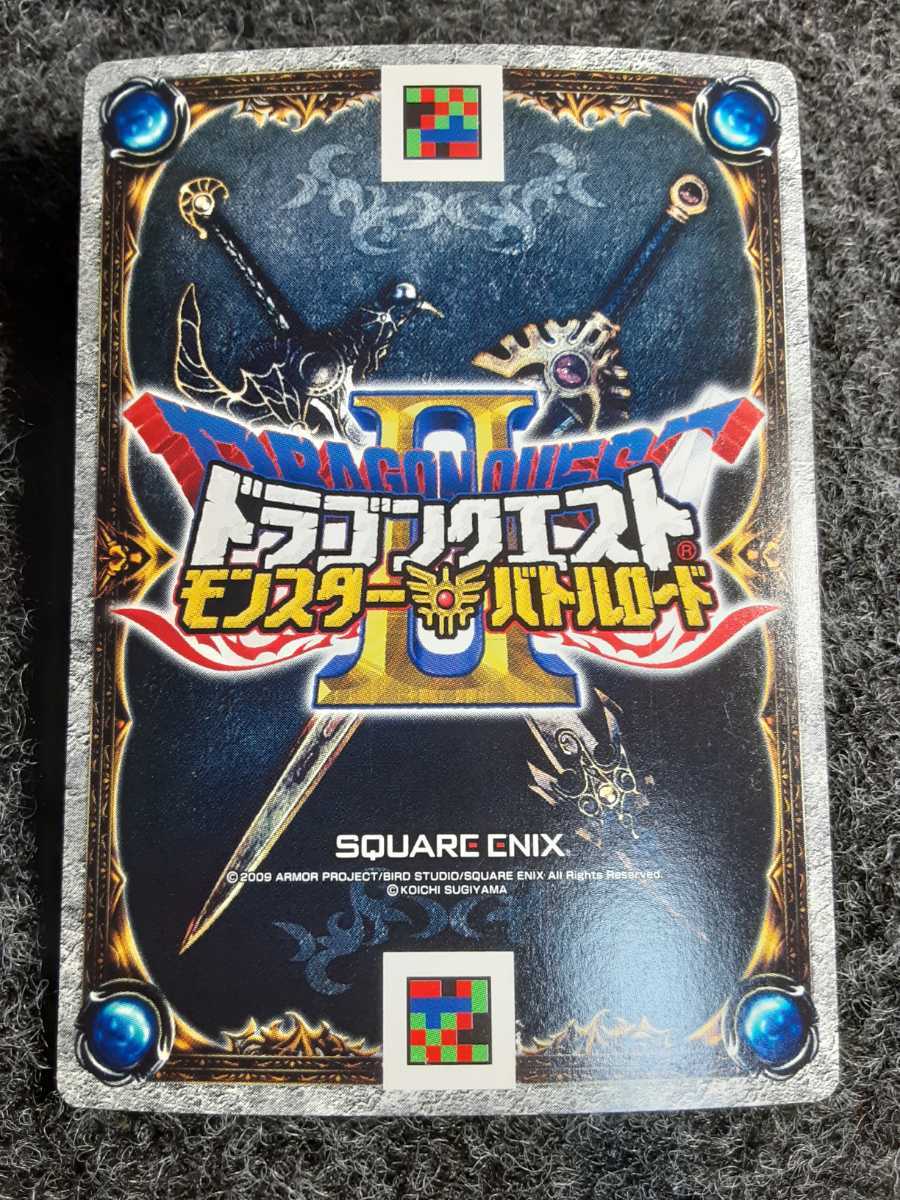 DRAGON QUEST
II
ドラゴンクエスト®
モンスターバトルロード
SQUARE ENIX
©2009 ARMOR PROJECT/BIRD STUDIO/SQUARE ENIX All Rights Reserved.
©KOICHI SUGIYAMA